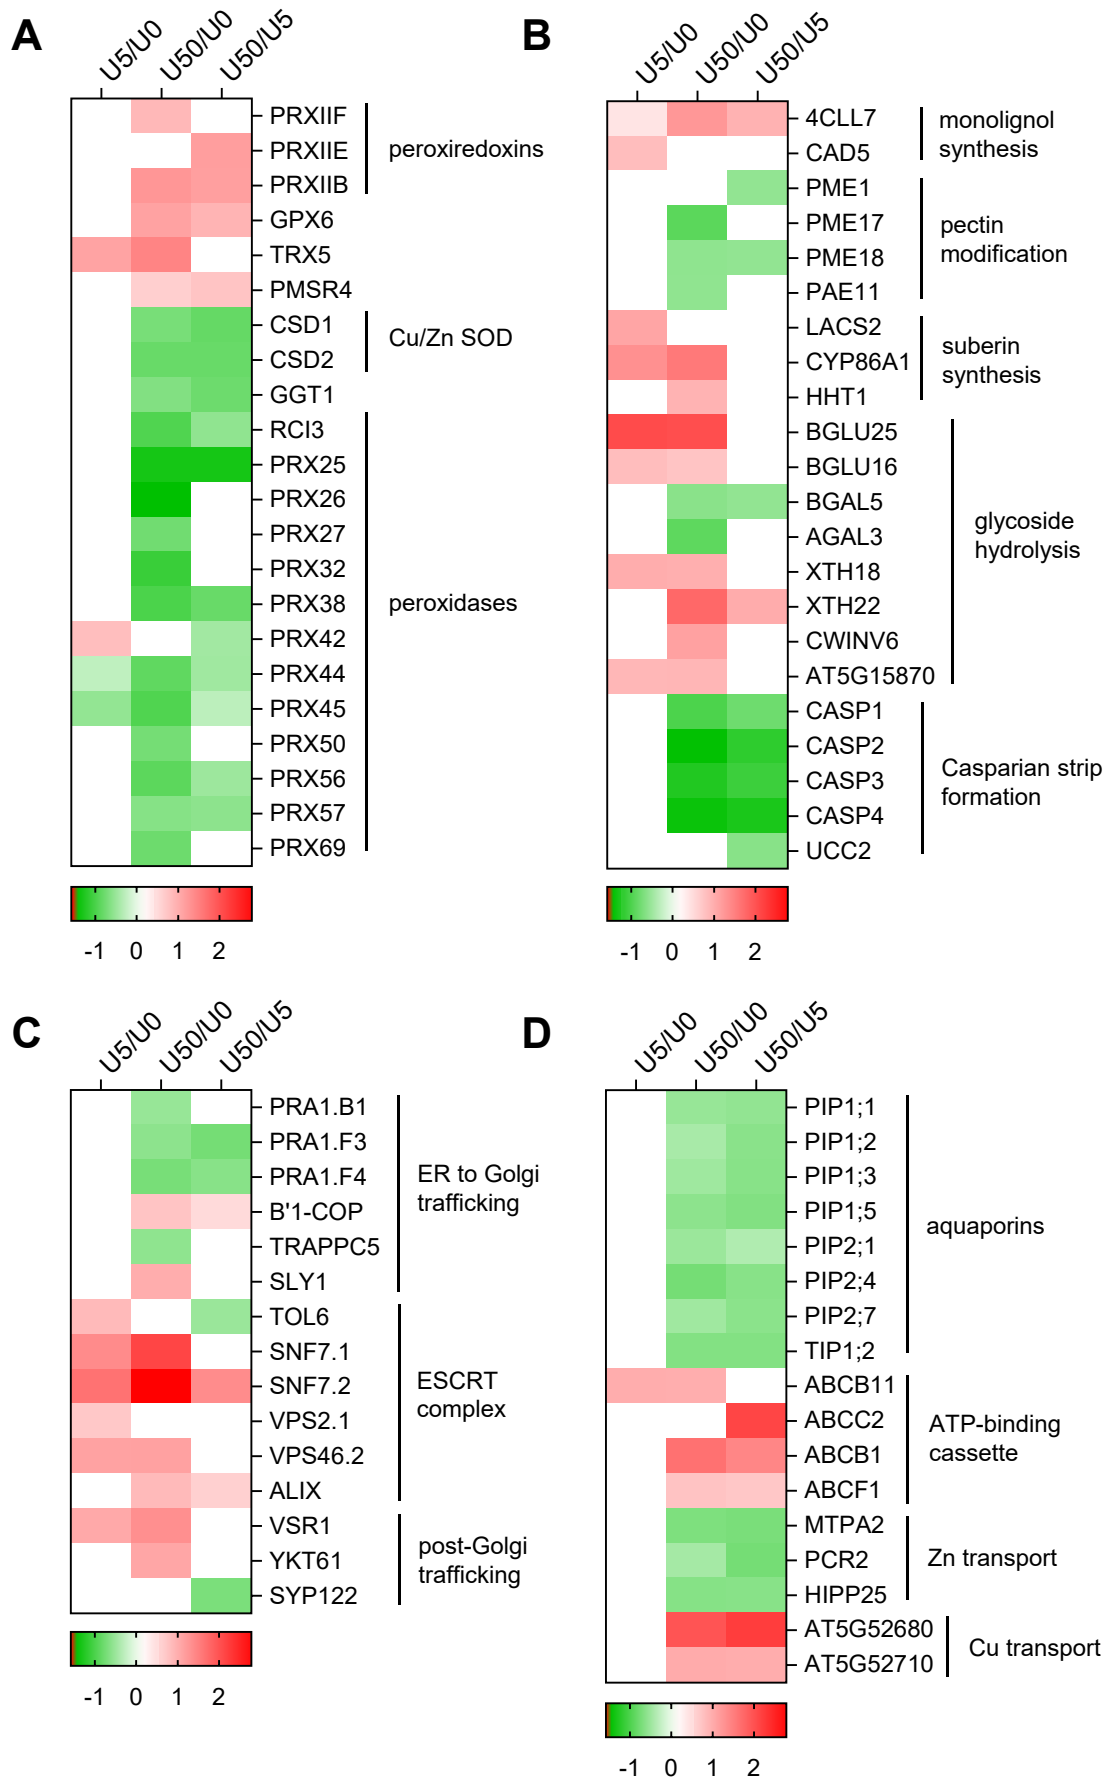 A
U5/U0
U50/U0
U50/U5
PRXIIF
PRXIIE
PRXIIB
GPX6
TRX5
PMSR4
CSD1
CSD2
GGT1
RCI3
PRX25
PRX26
PRX27
PRX32
PRX38
PRX42
PRX44
PRX45
PRX50
PRX56
PRX57
PRX69
peroxiredoxins
Cu/Zn SOD
peroxidases
-1 0 1 2
B
U5/U0
U50/U0
U50/U5
4CLL7
CAD5
PME1
PME17
PME18
PAE11
LACS2
CYP86A1
HHT1
BGLU25
BGLU16
BGAL5
AGAL3
XTH18
XTH22
CWINV6
AT5G15870
CASP1
CASP2
CASP3
CASP4
UCC2
monolignol
synthesis
pectin
modification
suberin
synthesis
glycoside
hydrolysis
Casparian strip
formation
-1 0 1 2
C
U5/U0
U50/U0
U50/U5
PRA1.B1
PRA1.F3
PRA1.F4
B'1-COP
TRAPPC5
SLY1
TOL6
SNF7.1
SNF7.2
VPS2.1
VPS46.2
ALIX
VSR1
YKT61
SYP122
ER to Golgi
trafficking
ESCRT
complex
post-Golgi
trafficking
-1 0 1 2
D
U5/U0
U50/U0
U50/U5
PIP1;1
PIP1;2
PIP1;3
PIP1;5
PIP2;1
PIP2;4
PIP2;7
TIP1;2
ABCB11
ABCC2
ABCB1
ABCF1
MTPA2
PCR2
HIPP25
AT5G52680
AT5G52710
aquaporins
ATP-binding
cassette
Zn transport
Cu transport
-1 0 1 2